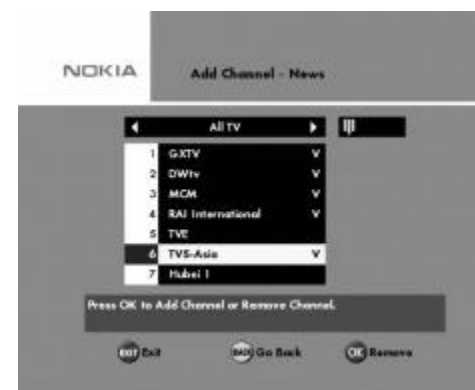 NOKIA
Add Channel - News
All TV
1 GXTV V
2 DWtv V
3 MCM V
4 RAI International V
5 TVE
6 TV5-Asia V
7 Hubei 1
Press OK to Add Channel or Remove Channel.
EXIT Exit
BACK Go Back
OK Remove